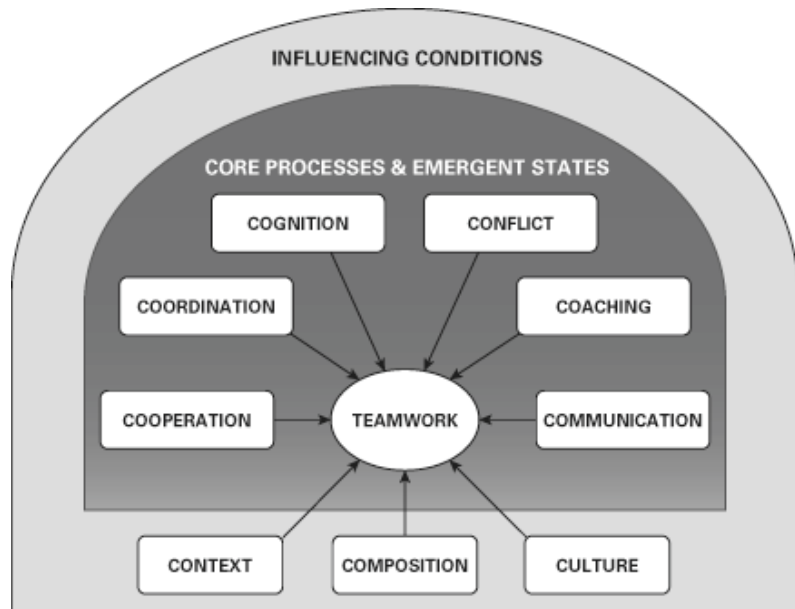 INFLUENCING CONDITIONS
CORE PROCESSES & EMERGENT STATES
COGNITION
CONFLICT
COORDINATION
COACHING
COOPERATION
TEAMWORK
COMMUNICATION
CONTEXT
COMPOSITION
CULTURE